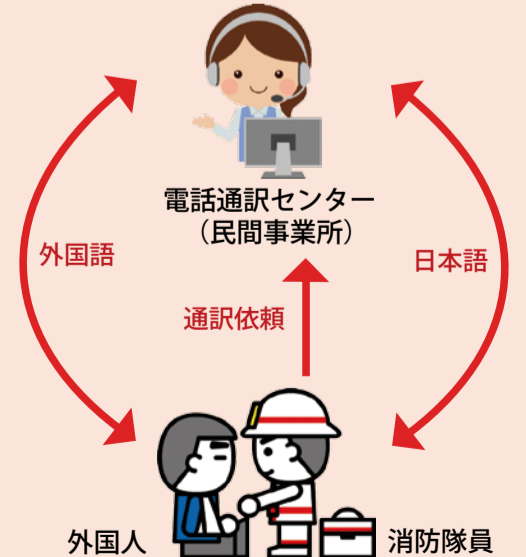 電話通訳センター
（民間事業所）
外国語
日本語
通訳依頼
外国人
消防隊員